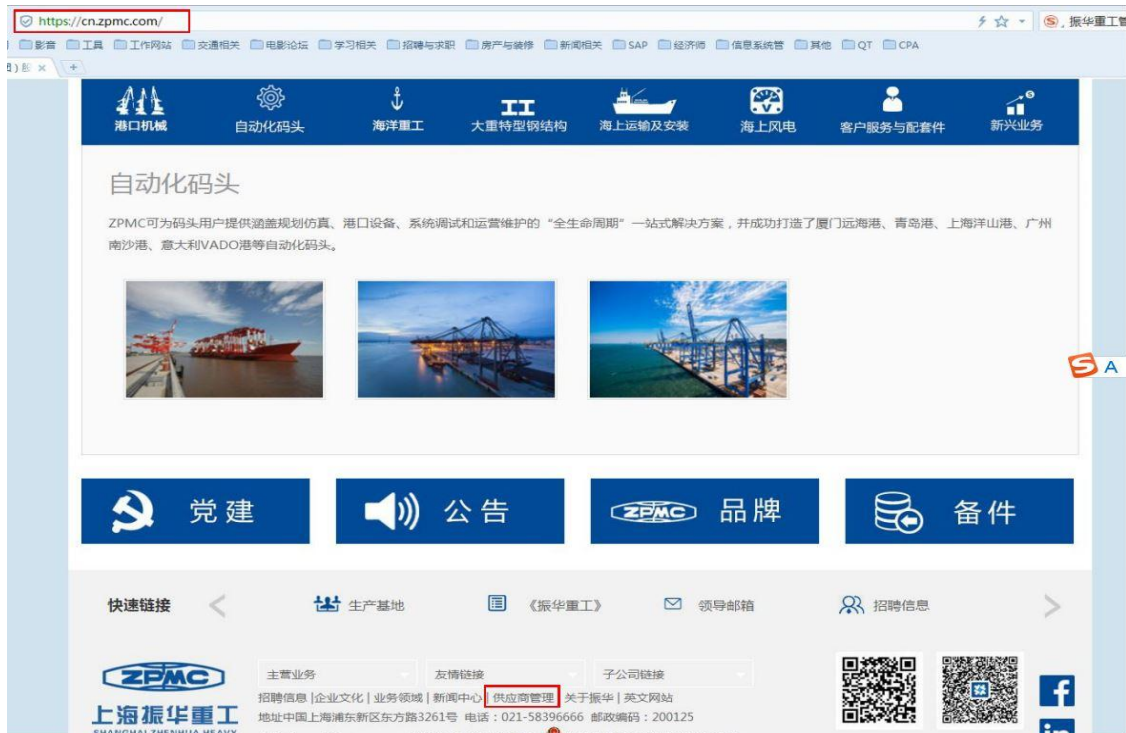 https://cn.zpmc.com/
振华重工管
影音 工具 工作网站 交通相关 电影论坛 学习相关 招聘与求职 房产与装修 新闻相关 SAP 经济师 信息系统管 其他 QT CPA
港口机械 自动化码头 海洋重工 大重特型钢结构 海上运输及安装 海上风电 客户服务与配套件 新兴业务
自动化码头
ZPMC可为码头用户提供涵盖规划仿真、港口设备、系统调试和运营维护的“全生命周期”一站式解决方案,并成功打造了厦门远海港、青岛港、上海洋山港、广州
南沙港、意大利VADO港等自动化码头。
A
党建 公告 ZPMC 品牌 备件
快速链接 生产基地 《振华重工》 领导邮箱 招聘信息
ZPMC
主营业务 友情链接 子公司链接
招聘信息 |企业文化 | 业务领域 | 新闻中心 | 供应商管理 关于振华 | 英文网站
上海振华重工
地址中国上海浦东新区东方路3261号 电话:021-58396666 邮政编码:200125
SHANGHAI ZHENHUA HEAVY